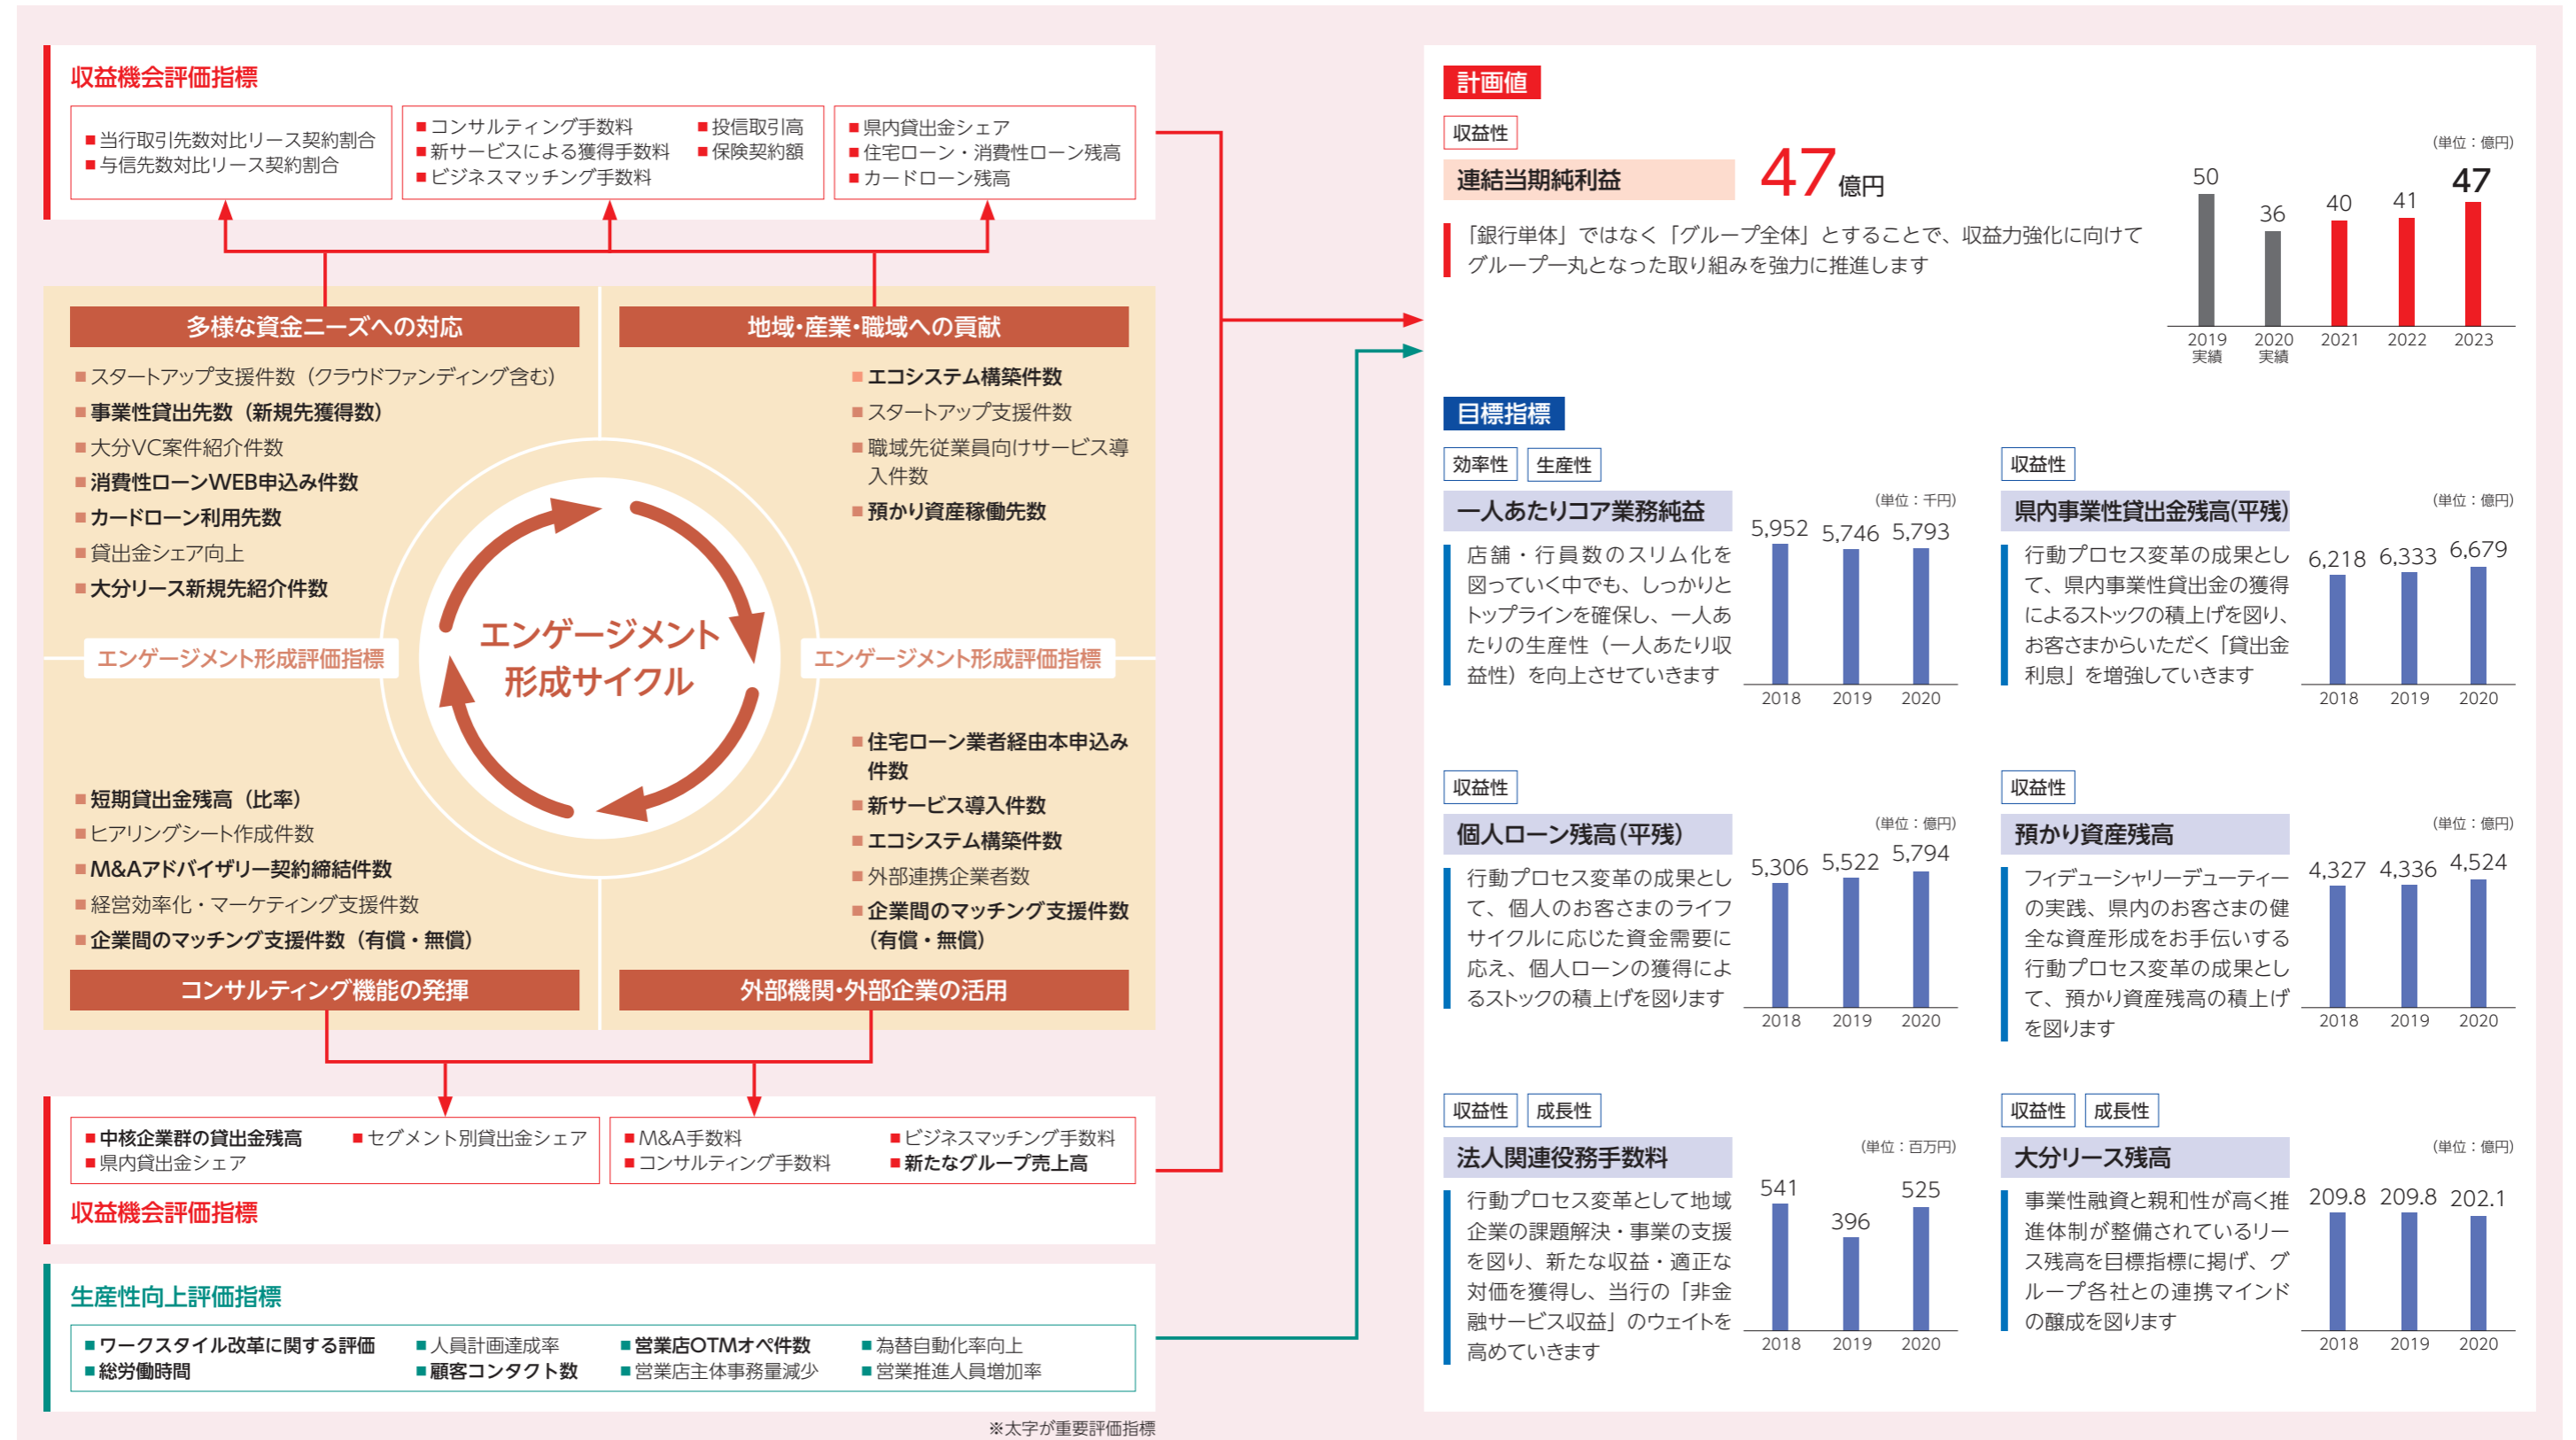 収益機会評価指標
■当行取引先数対比リース契約割合
■与信先数対比リース契約割合
■コンサルティング手数料
■新サービスによる獲得手数料
■ビジネスマッチング手数料
■投信取引高
■保険契約額
■県内貸出金シェア
■住宅ローン・消費性ローン残高
■カードローン残高
多様な資金ニーズへの対応
■スタートアップ支援件数（クラウドファンディング含む）
■事業性貸出先数（新規先獲得数）
■大分VC案件紹介件数
■消費性ローンWEB申込み件数
■カードローン利用先数
■貸出金シェア向上
■大分リース新規先紹介件数
地域・産業・職域への貢献
■エコシステム構築件数
■スタートアップ支援件数
■職域先従業員向けサービス導
入件数
■預かり資産稼働先数
エンゲージメント形成評価指標
エンゲージメント
形成サイクル
エンゲージメント形成評価指標
■短期貸出金残高（比率）
■ヒアリングシート作成件数
■M&Aアドバイザリー契約締結件数
■経営効率化・マーケティング支援件数
■企業間のマッチング支援件数（有償・無償）
コンサルティング機能の発揮
■住宅ローン業者経由本申込み
件数
■新サービス導入件数
■エコシステム構築件数
■外部連携企業者数
■企業間のマッチング支援件数
（有償・無償）
外部機関・外部企業の活用
■中核企業群の貸出金残高
■県内貸出金シェア
■セグメント別貸出金シェア
■M&A手数料
■コンサルティング手数料
■ビジネスマッチング手数料
■新たなグループ売上高
収益機会評価指標
生産性向上評価指標
■ワークスタイル改革に関する評価
■総労働時間
■人員計画達成率
■顧客コンタクト数
■営業店OTMオペ件数
■営業店主体事務量減少
■為替自動化率向上
■営業推進人員増加率
※太字が重要評価指標
計画値
収益性
連結当期純利益
47億円
「銀行単体」ではなく「グループ全体」とすることで、収益力強化に向けて
グループ一丸となった取り組みを強力に推進します
（単位：億円）
50 36 40 41 47
2019 2020 2021 2022 2023
実績 実績
目標指標
効率性 生産性
一人あたりコア業務純益
店舗・行員数のスリム化を
図っていく中でも、しっかりと
トップラインを確保し、一人あ
たりの生産性（一人あたり収
益性）を向上させていきます
（単位：千円）
5,952 5,746 5,793
2018 2019 2020
収益性
県内事業性貸出金残高(平残)
行動プロセス変革の成果とし
て、県内事業性貸出金の獲得
によるストックの積上げを図り、
お客さまからいただく「貸出金
利息」を増強していきます
（単位：億円）
6,218 6,333 6,679
2018 2019 2020
収益性
個人ローン残高（平残）
行動プロセス変革の成果とし
て、個人のお客さまのライフ
サイクルに応じた資金需要に
応え、個人ローンの獲得によ
るストックの積上げを図ります
（単位：億円）
5,306 5,522 5,794
2018 2019 2020
収益性
預かり資産残高
フィデューシャリーデューティー
の実践、県内のお客さまの健
全な資産形成をお手伝いする
行動プロセス変革の成果とし
て、預かり資産残高の積上げ
を図ります
（単位：億円）
4,327 4,336 4,524
2018 2019 2020
収益性 成長性
法人関連役務手数料
行動プロセス変革として地域
企業の課題解決・事業の支援
を図り、新たな収益・適正な
対価を獲得し、当行の「非金
融サービス収益」のウェイトを
高めていきます
（単位：百万円）
541 396 525
2018 2019 2020
収益性 成長性
大分リース残高
事業性融資と親和性が高く推
進体制が整備されているリー
ス残高を目標指標に掲げ、グ
ループ各社との連携マインド
の醸成を図ります
（単位：億円）
209.8 209.8 202.1
2018 2019 2020